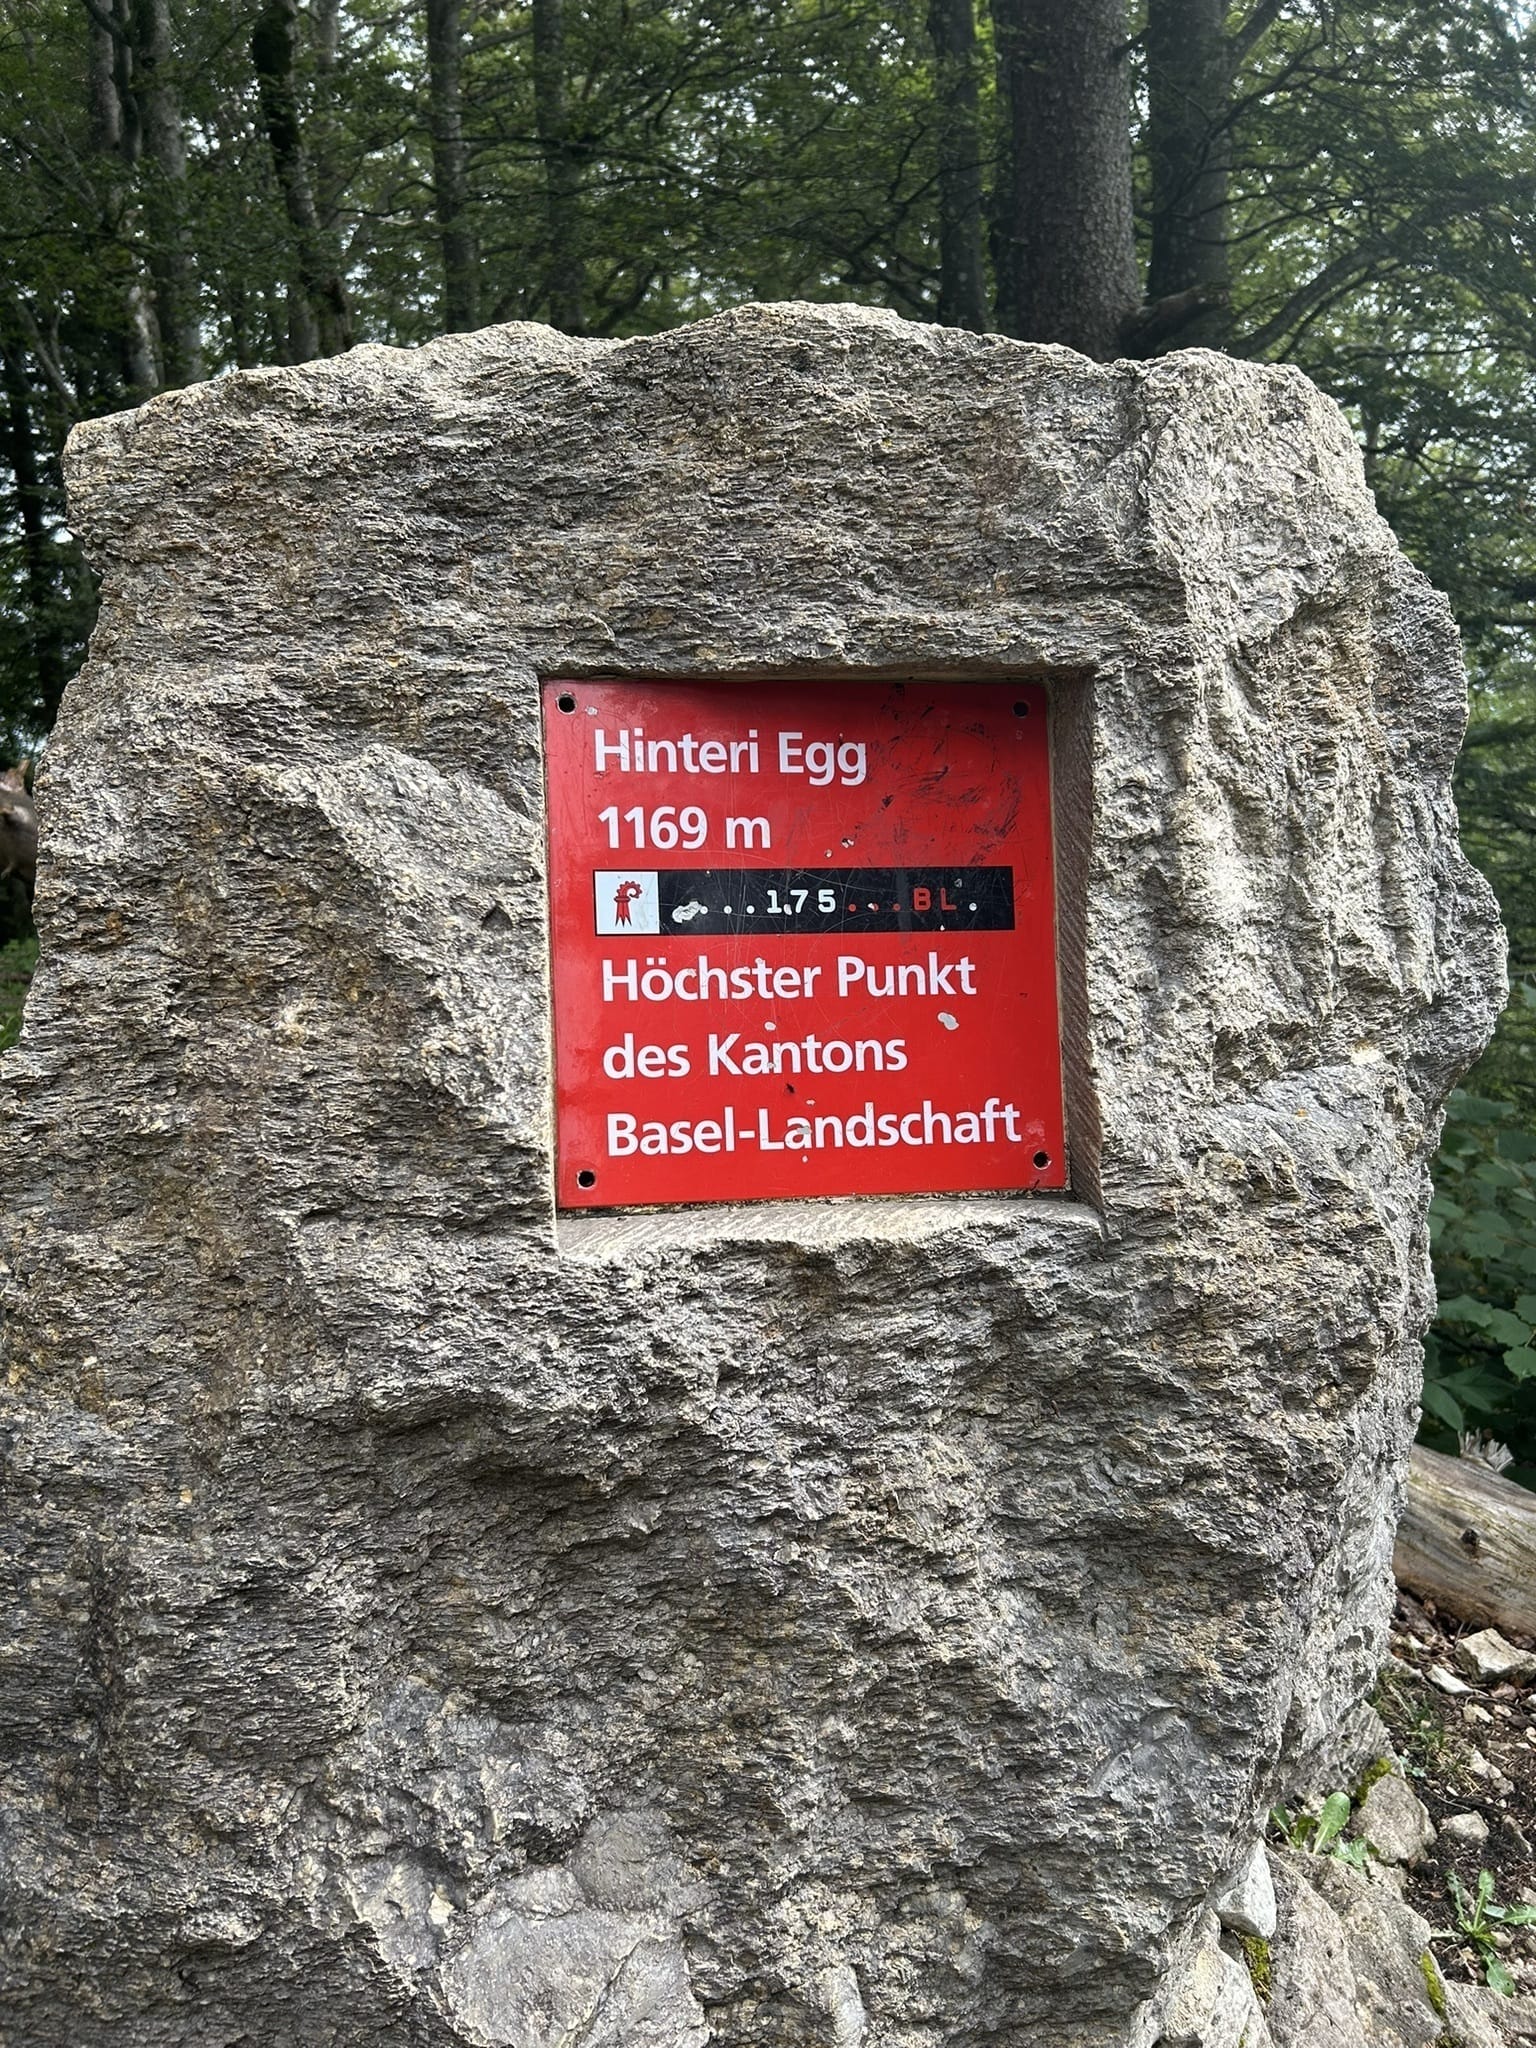 Hinteri Egg
1169 m
...175...BL.
Höchster Punkt
des Kantons
Basel-Landschaft